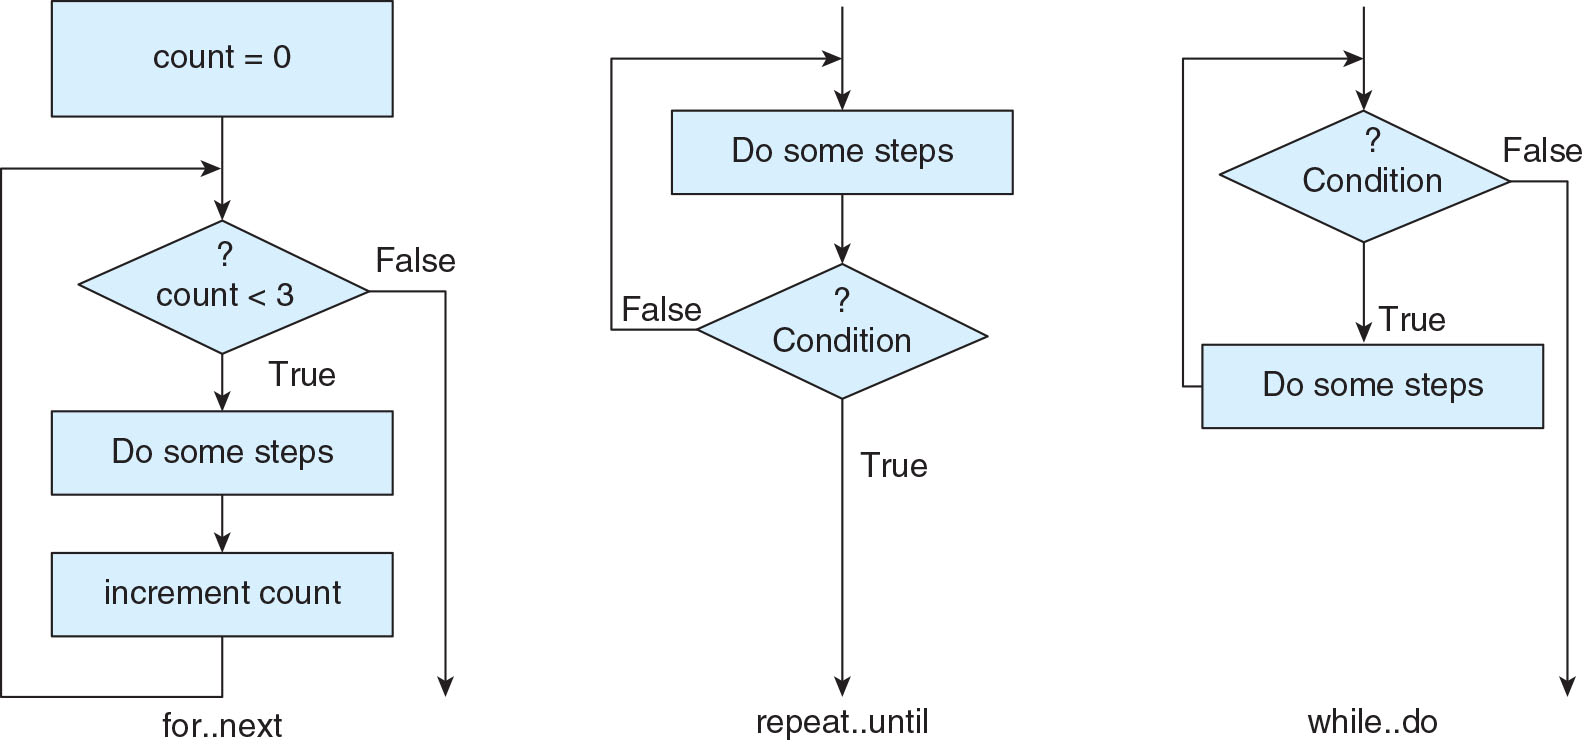 count = 0
?
count < 3
False
True
Do some steps
increment count
for..next
Do some steps
?
Condition
False
True
repeat..until
?
Condition
False
True
Do some steps
while..do